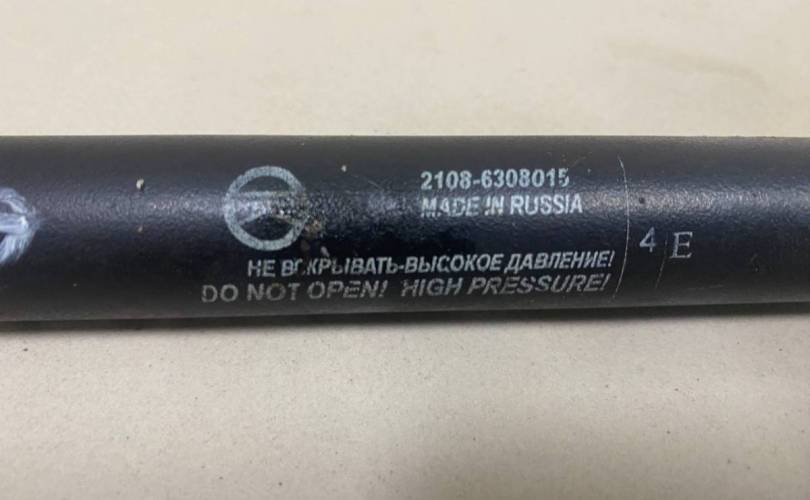 2108-6308015
MADE IN RUSSIA
4 E
НЕ ВСКРЫВАТЬ-ВЫСОКОЕ ДАВЛЕНИЕ!
DO NOT OPEN! HIGH PRESSURE!